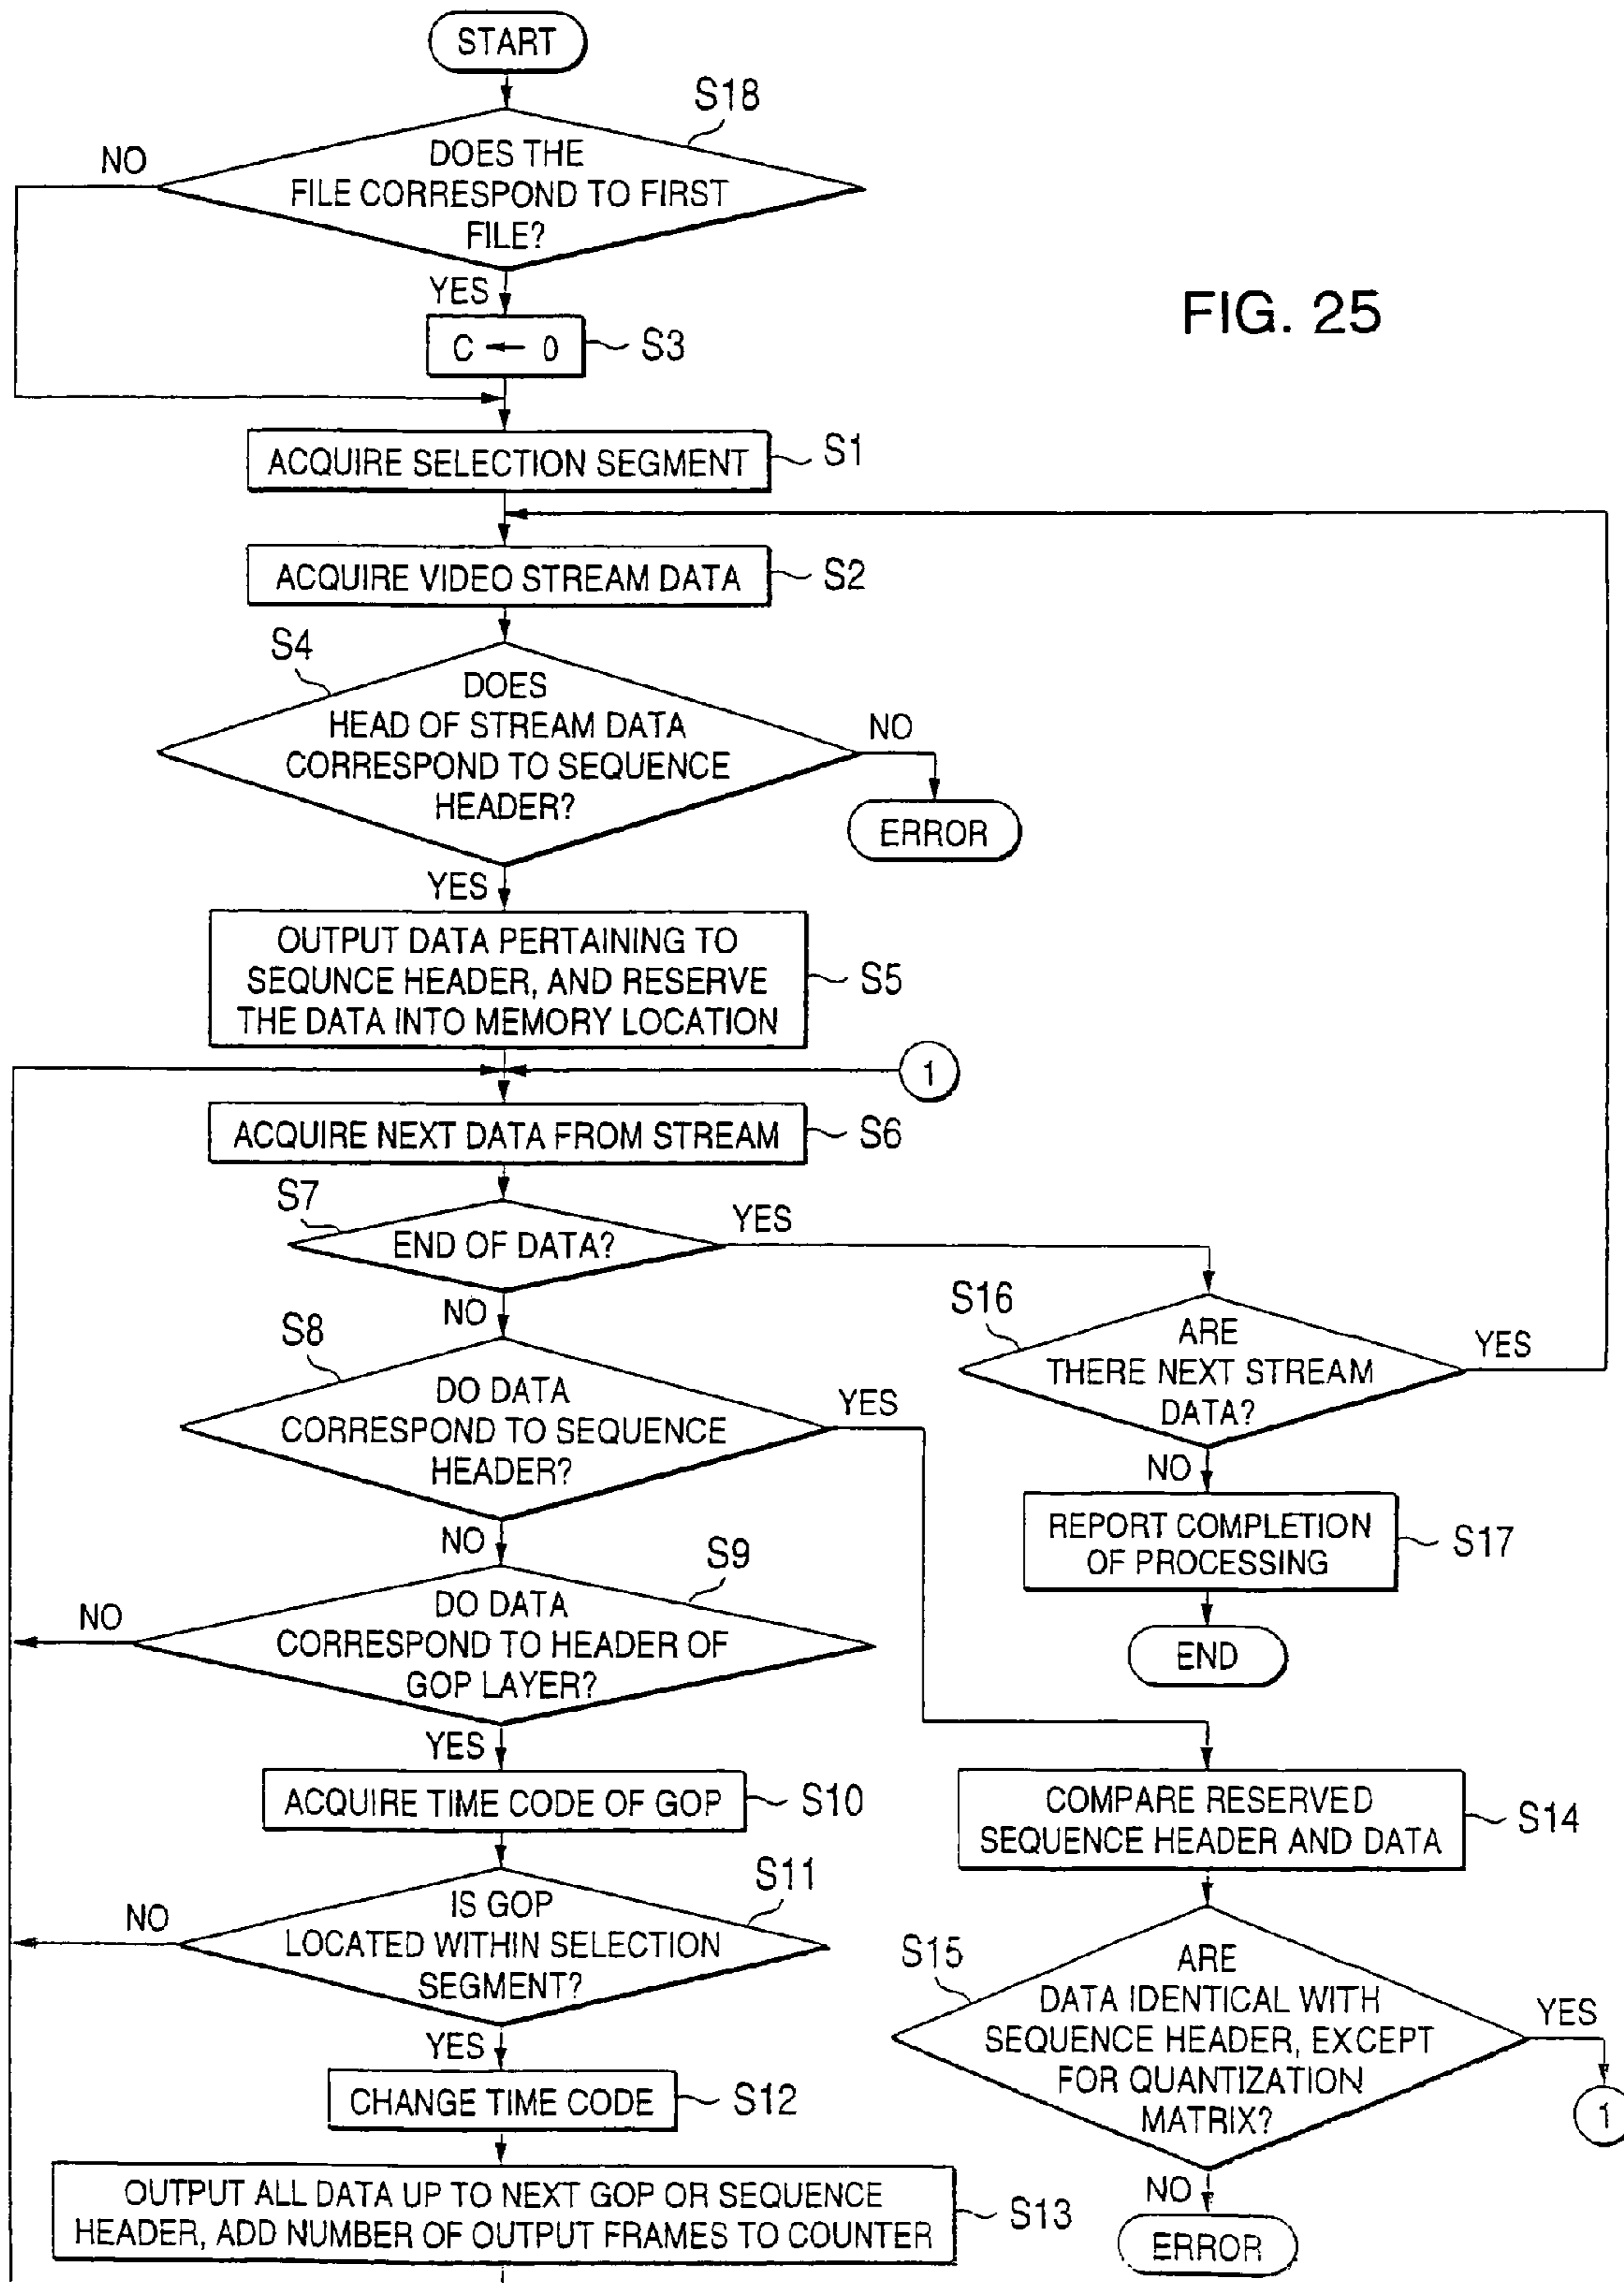 START
S18
NO
DOES THE
FILE CORRESPOND TO FIRST
FILE?
YES
FIG. 25
C ← 0
S3
ACQUIRE SELECTION SEGMENT
S1
ACQUIRE VIDEO STREAM DATA
S2
S4
DOES
HEAD OF STREAM DATA
CORRESPOND TO SEQUENCE
HEADER?
NO
ERROR
YES
OUTPUT DATA PERTAINING TO
SEQUNCE HEADER, AND RESERVE
THE DATA INTO MEMORY LOCATION
S5
1
ACQUIRE NEXT DATA FROM STREAM
S6
S7
END OF DATA?
YES
NO
S16
ARE
THERE NEXT STREAM
DATA?
YES
S8
DO DATA
CORRESPOND TO SEQUENCE
HEADER?
YES
NO
NO
REPORT COMPLETION
OF PROCESSING
S17
END
S9
DO DATA
CORRESPOND TO HEADER OF
GOP LAYER?
NO
YES
ACQUIRE TIME CODE OF GOP
S10
COMPARE RESERVED
SEQUENCE HEADER AND DATA
S14
S11
IS GOP
LOCATED WITHIN SELECTION
SEGMENT?
NO
YES
S15
ARE
DATA IDENTICAL WITH
SEQUENCE HEADER, EXCEPT
FOR QUANTIZATION
MATRIX?
YES
1
CHANGE TIME CODE
S12
OUTPUT ALL DATA UP TO NEXT GOP OR SEQUENCE
HEADER, ADD NUMBER OF OUTPUT FRAMES TO COUNTER
S13
NO
ERROR